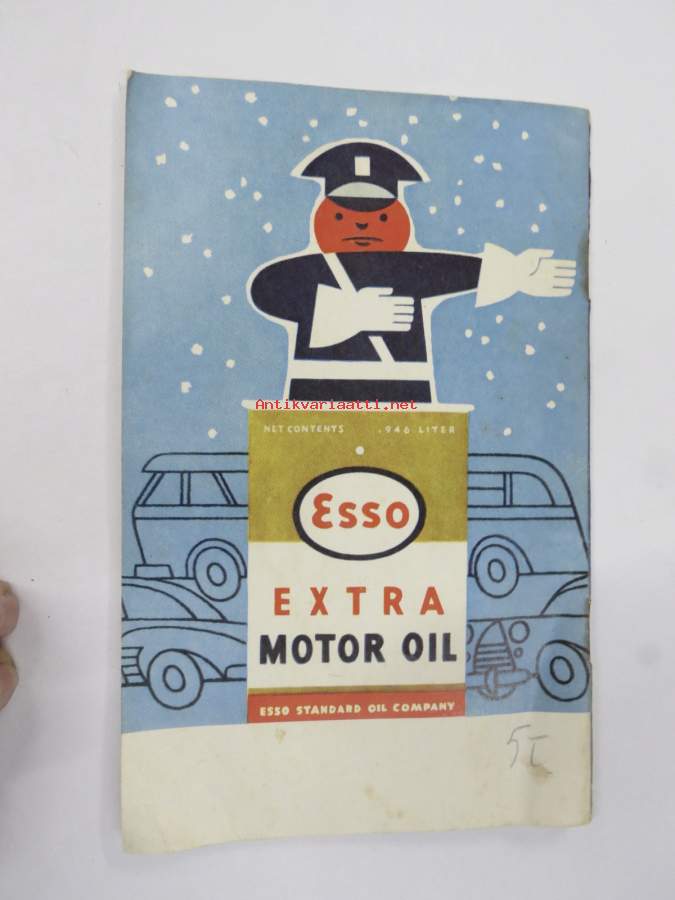 Antikvariaatti.net
NET CONTENTS .946 LITER
Esso
EXTRA
MOTOR OIL
ESSO STANDARD OIL COMPANY